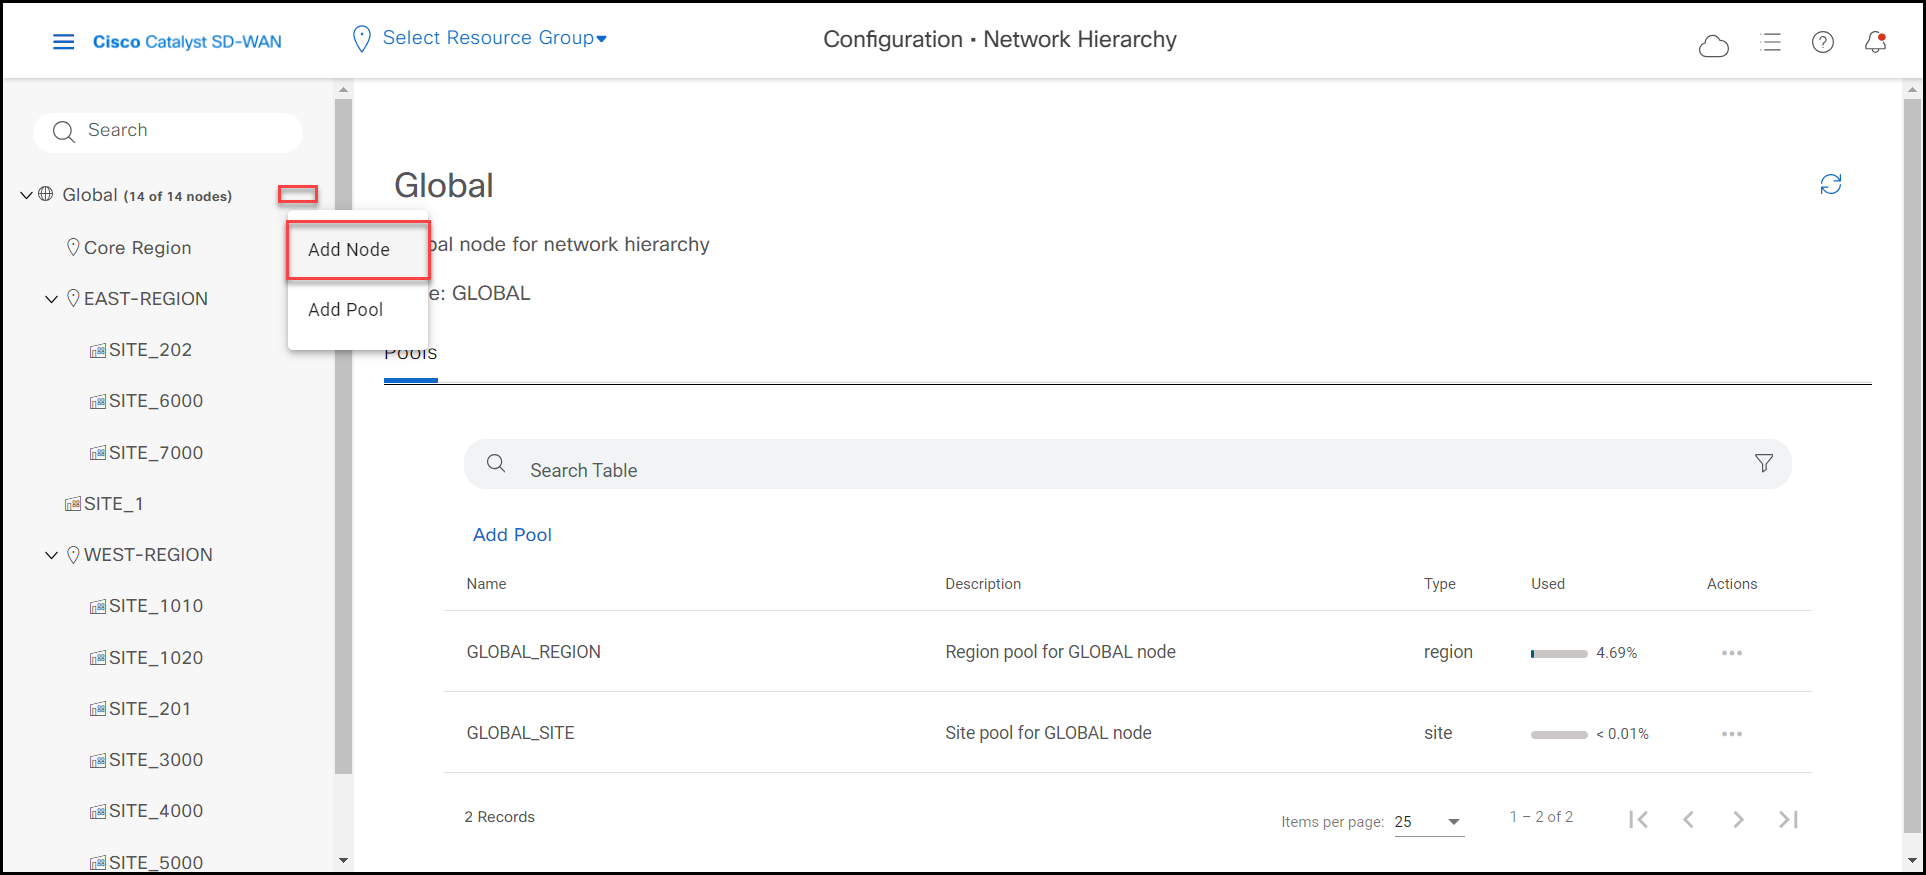 Cisco Catalyst SD-WAN
Select Resource Group
Configuration · Network Hierarchy
Search
Global (14 of 14 nodes)
Core Region
EAST-REGION
SITE_202
SITE_6000
SITE_7000
SITE_1
WEST-REGION
SITE_1010
SITE_1020
SITE_201
SITE_3000
SITE_4000
SITE_5000
Add Node
Add Pool
Global
bal node for network hierarchy
e: GLOBAL
Pools
Search Table
Add Pool
Name Description Type Used Actions
GLOBAL_REGION Region pool for GLOBAL node region 4.69%
GLOBAL_SITE Site pool for GLOBAL node site < 0.01%
2 Records
Items per page: 25
1 – 2 of 2